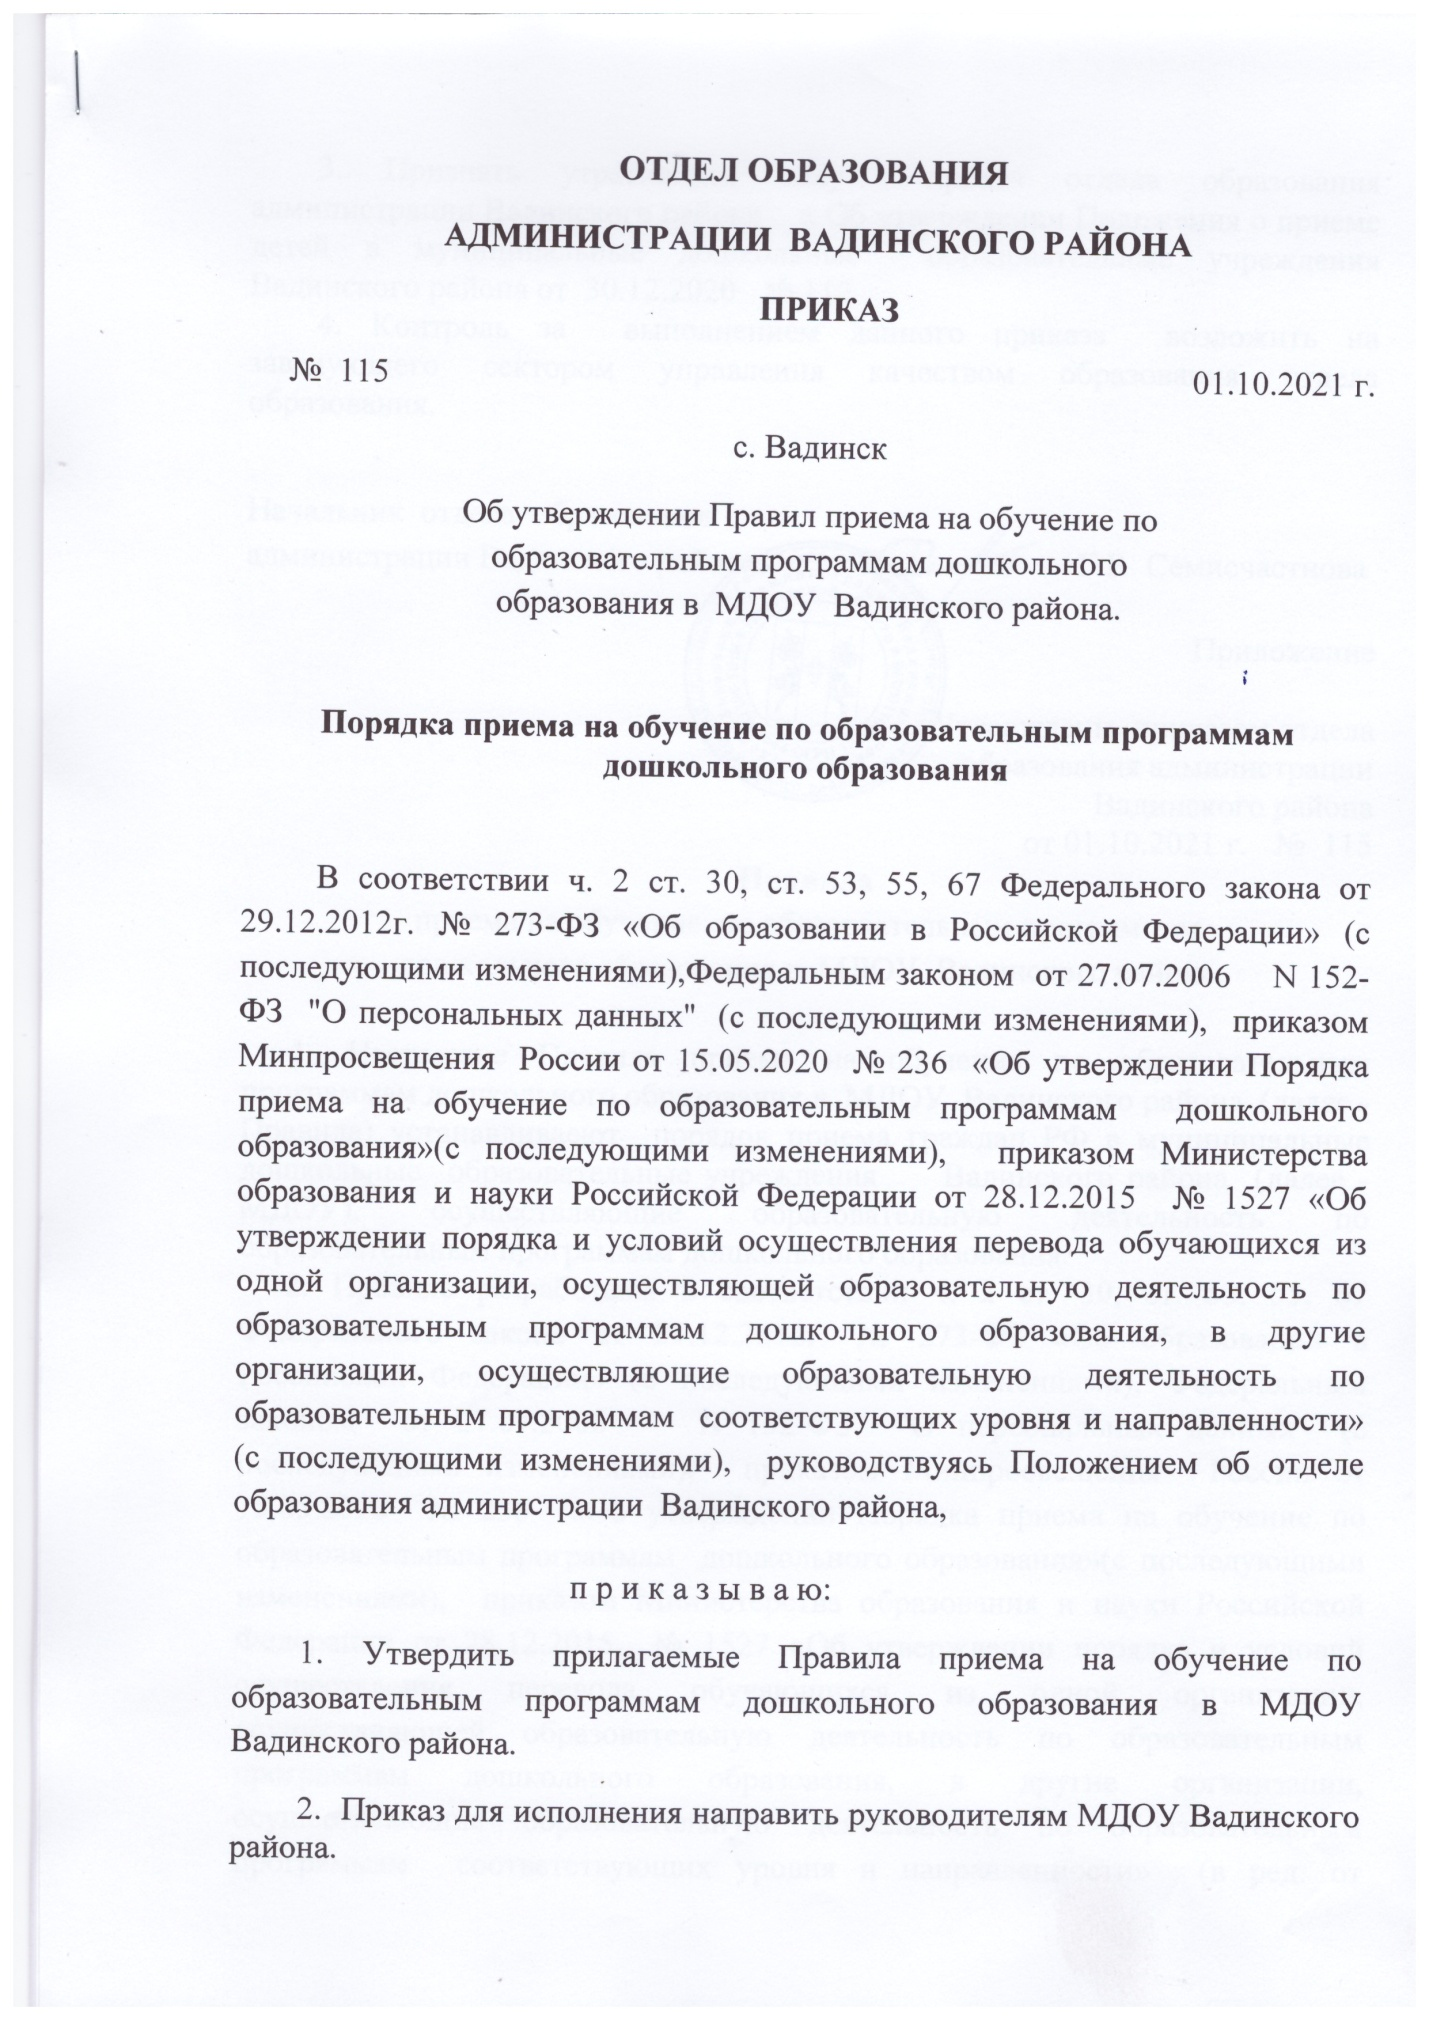 ОТДЕЛ ОБРАЗОВАНИЯ
АДМИНИСТРАЦИИ ВАДИНСКОГО РАЙОНА
ПРИКАЗ
№ 115 01.10.2021 г.
с. Вадинск
Об утверждении Правил приема на обучение по
образовательным программам дошкольного
образования в МДОУ Вадинского района.
Порядка приема на обучение по образовательным программам
дошкольного образования
В соответствии ч. 2 ст. 30, ст. 53, 55, 67 Федерального закона от
29.12.2012г. № 273-ФЗ «Об образовании в Российской Федерации» (с
последующими изменениями),Федеральным законом от 27.07.2006 N 152-
ФЗ "О персональных данных" (с последующими изменениями), приказом
Минпросвещения России от 15.05.2020 № 236 «Об утверждении Порядка
приема на обучение по образовательным программам дошкольного
образования»(с последующими изменениями), приказом Министерства
образования и науки Российской Федерации от 28.12.2015 № 1527 «Об
утверждении порядка и условий осуществления перевода обучающихся из
одной организации, осуществляющей образовательную деятельность по
образовательным программам дошкольного образования, в другие
организации, осуществляющие образовательную деятельность по
образовательным программам соответствующих уровня и направленности»
(с последующими изменениями), руководствуясь Положением об отделе
образования администрации Вадинского района,
п р и к а з ы в а ю:
1. Утвердить прилагаемые Правила приема на обучение по
образовательным программам дошкольного образования в МДОУ
Вадинского района.
2. Приказ для исполнения направить руководителям МДОУ Вадинского
района.